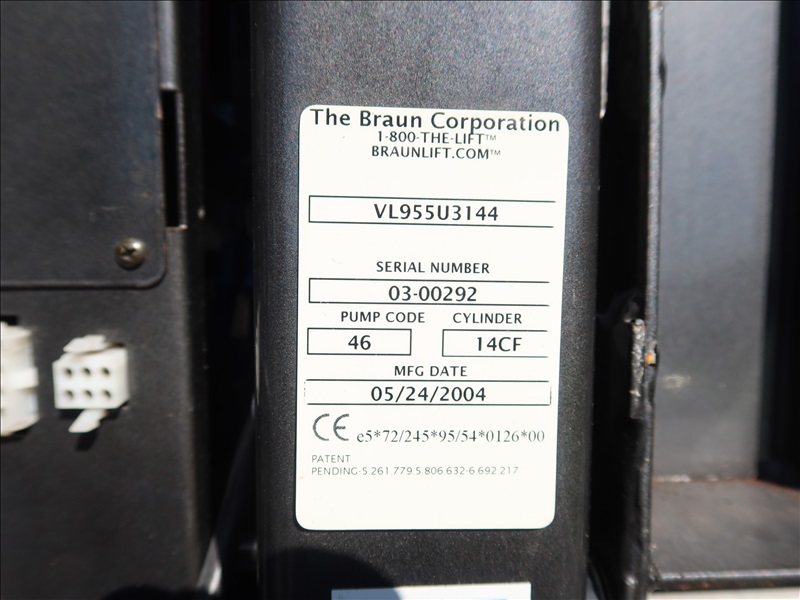 The Braun Corporation
1-800-THE-LIFT™
BRAUNLIFT.COM™
VL955U3144
SERIAL NUMBER
03-00292
PUMP CODE CYLINDER
46 14CF
MFG DATE
05/24/2004
CE e5*72/245*95/54*0126*00
PATENT
PENDING-5.261.779.5.806.632-6.692.217